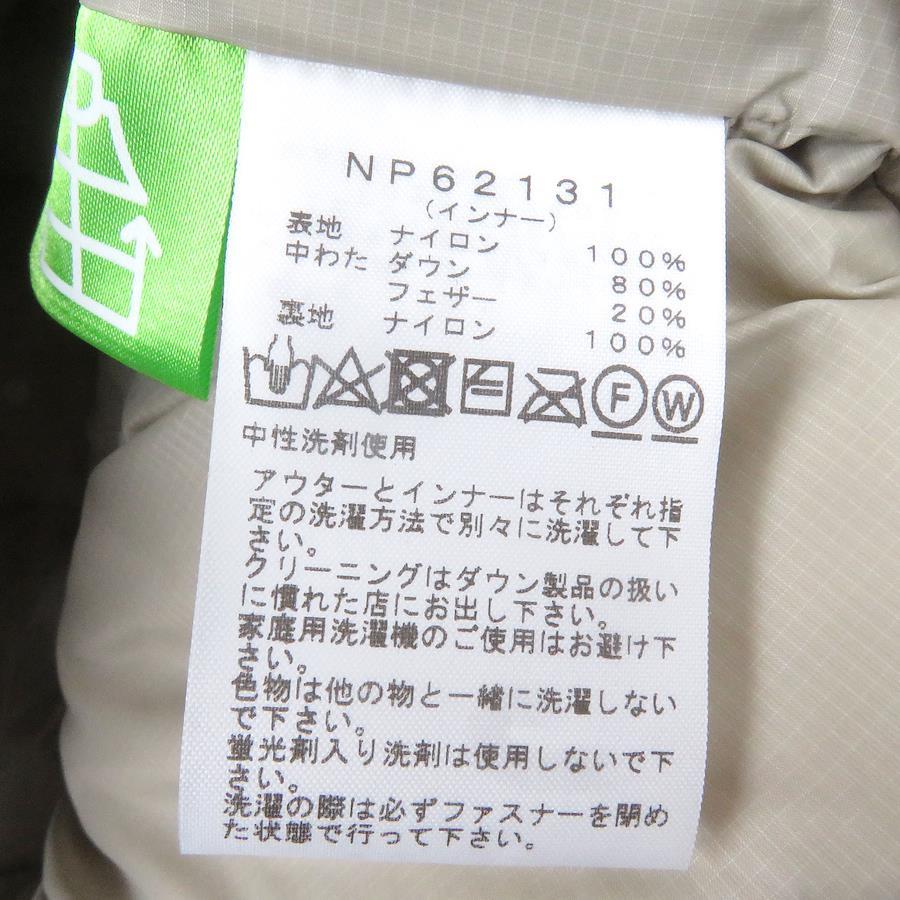 NP62131
(インナー)
表地 ナイロン 100%
中わた ダウン 80%
フェザー 20%
裏地 ナイロン 100%
F W
中性洗剤使用
アウターとインナーはそれぞれ指
定の洗濯方法で別々に洗濯して下
さい。
クリーニングはダウン製品の扱い
に慣れた店にお出し下さい。
家庭用洗濯機のご使用はお避け下
さい。
色物は他の物と一緒に洗濯しない
で下さい。
蛍光剤入り洗剤は使用しないで下
さい。
洗濯の際は必ずファスナーを閉め
た状態で行って下さい。